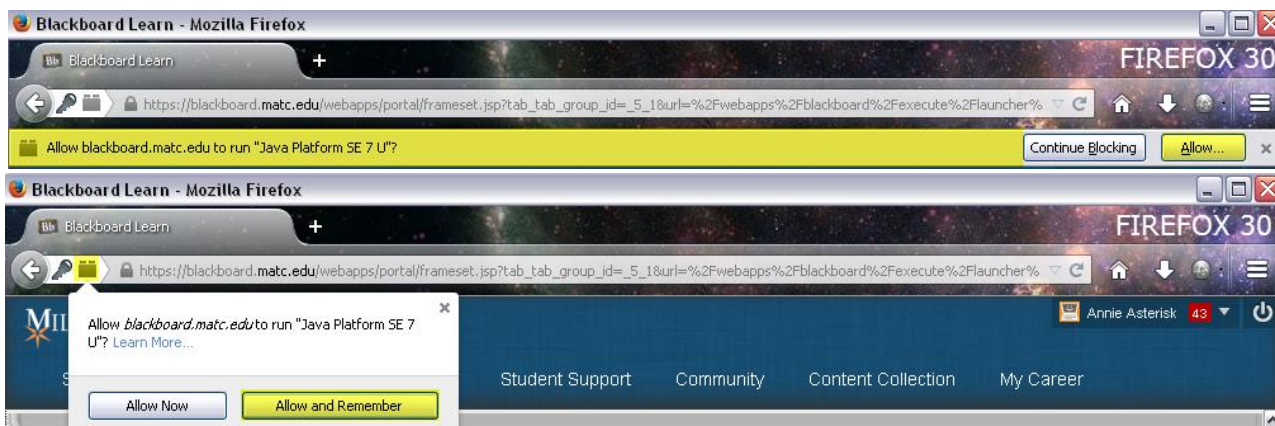 Blackboard Learn - Mozilla Firefox
Bb Blackboard Learn +
FIREFOX 30
https://blackboard.matc.edu/webapps/portal/frameset.jsp?tab_tab_group_id=_5_1&url=%2Fwebapps%2Fblackboard%2Fexecute%2Flauncher%
Allow blackboard.matc.edu to run "Java Platform SE 7 U"? Continue Blocking Allow...
Blackboard Learn - Mozilla Firefox
Bb Blackboard Learn +
FIREFOX 30
https://blackboard.matc.edu/webapps/portal/frameset.jsp?tab_tab_group_id=_5_1&url=%2Fwebapps%2Fblackboard%2Fexecute%2Flauncher%
MIL
Annie Asterisk 43
Allow blackboard.matc.edu to run "Java Platform SE 7
U"? Learn More...
Student Support Community Content Collection My Career
Allow Now Allow and Remember